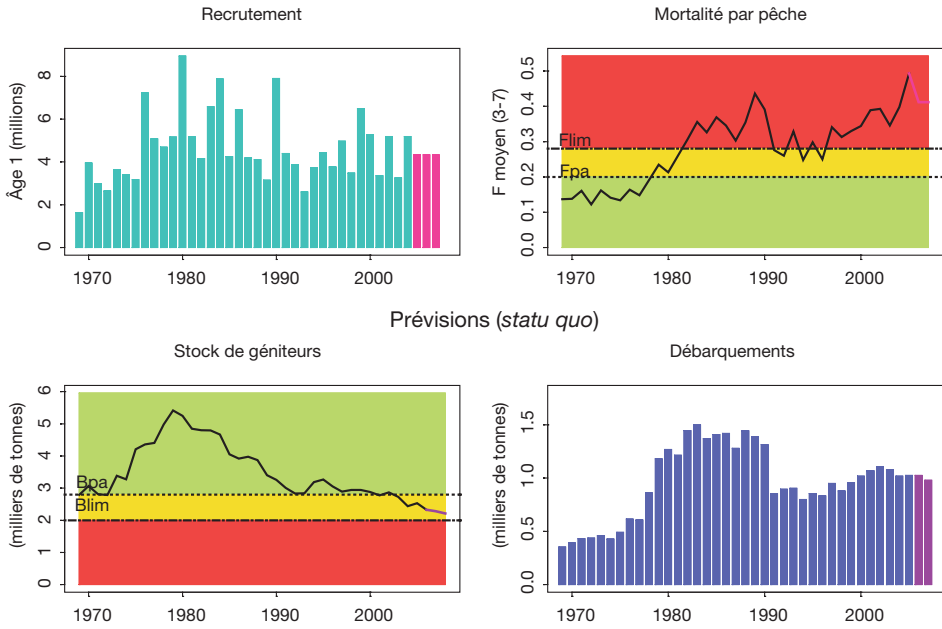 Recrutement
Âge 1 (millions)
8
6
4
2
0
1970 1980 1990 2000
Mortalité par pêche
F moyen (3-7)
0.5
0.4
0.3
0.2
0.1
0.0
Flim
Fpa
1970 1980 1990 2000
Prévisions (statu quo)
Stock de géniteurs
(milliers de tonnes)
6
5
4
3
2
1
0
Bpa
Blim
1970 1980 1990 2000
Débarquements
(milliers de tonnes)
1.5
1.0
0.5
0.0
1970 1980 1990 2000